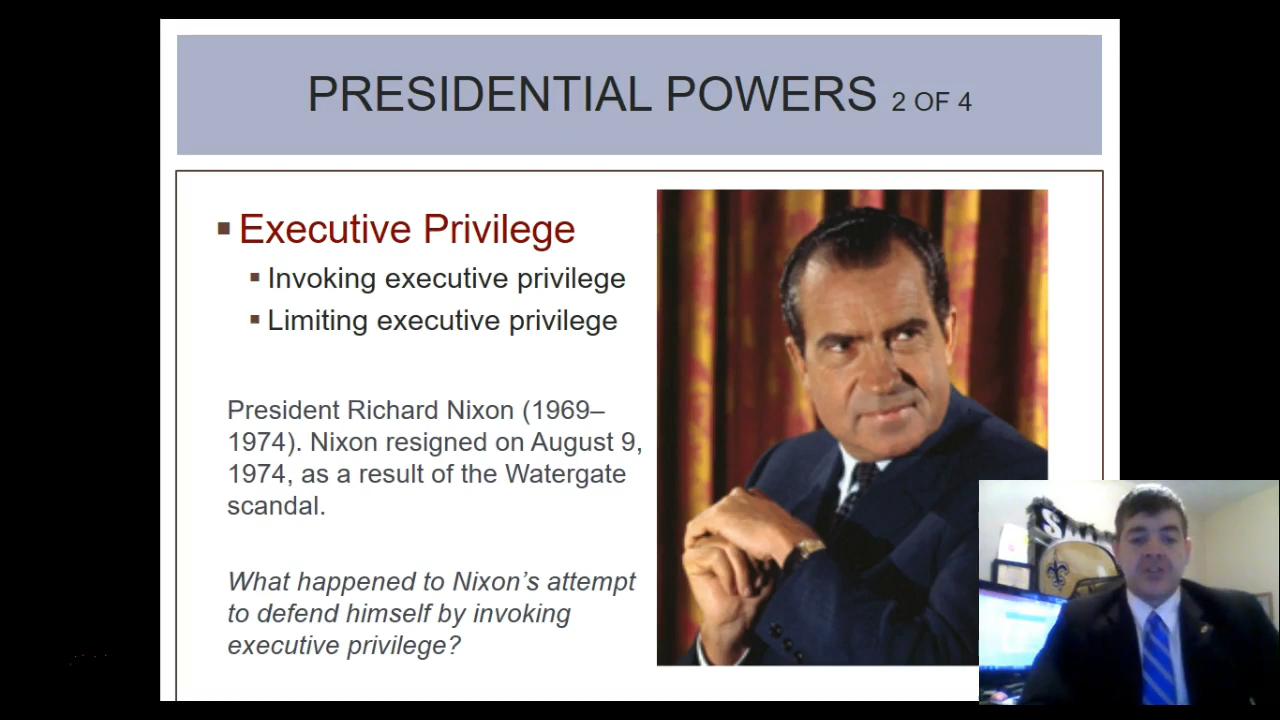 PRESIDENTIAL POWERS 2 OF 4
Executive Privilege
Invoking executive privilege
Limiting executive privilege
President Richard Nixon (1969–
1974). Nixon resigned on August 9,
1974, as a result of the Watergate
scandal.
What happened to Nixon’s attempt
to defend himself by invoking
executive privilege?